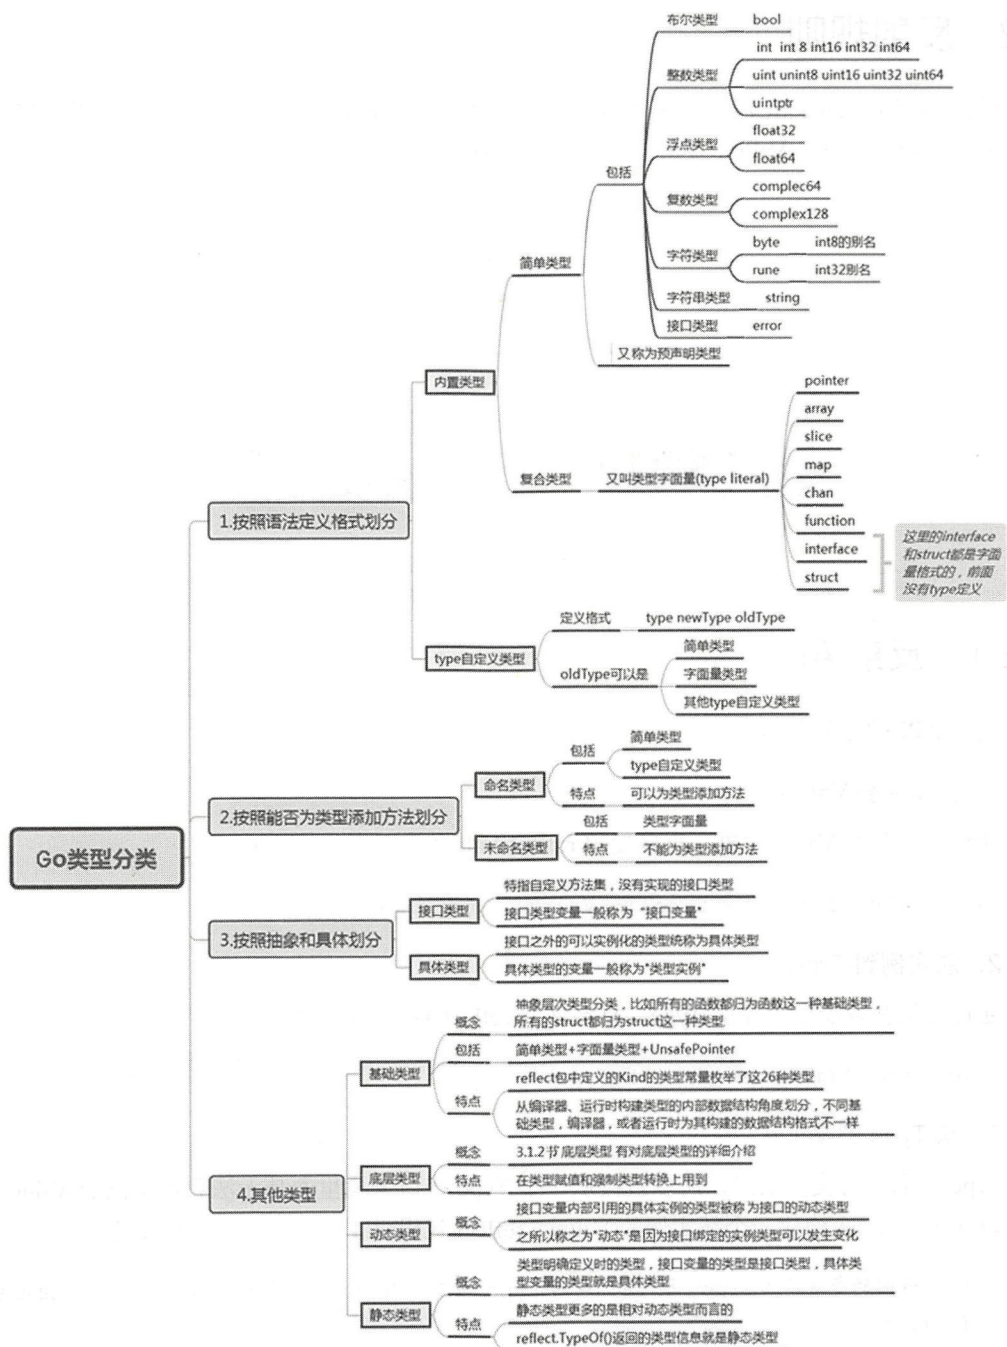 布尔类型 bool
int int 8 int16 int32 int64
整数类型 uint unint8 uint16 uint32 uint64
uintptr
浮点类型 float32
float64
包括
复数类型 complec64
complex128
字符类型 byte int8的别名
rune int32别名
简单类型
字符串类型 string
接口类型 error
又称为预声明类型
内置类型
pointer
array
slice
map
复合类型 又叫类型字面量(type literal)
chan
function
interface
struct
这里的interface
和struct都是字面
量格式的，前面
没有type定义
1.按照语法定义格式划分
定义格式 type newType oldType
type自定义类型
简单类型
oldType可以是 字面量类型
其他type自定义类型
简单类型
包括
type自定义类型
命名类型
特点 可以为类型添加方法
2.按照能否为类型添加方法划分
包括 类型字面量
未命名类型
特点 不能为类型添加方法
Go类型分类
特指自定义方法集，没有实现的接口类型
接口类型
接口类型变量一般称为 "接口变量"
3.按照抽象和具体划分
接口之外的可以实例化的类型统称为具体类型
具体类型
具体类型的变量一般称为"类型实例"
抽象层次类型分类，比如所有的函数都归为函数这一种基础类型，
概念
所有的struct都归为struct这一种类型
包括 简单类型+字面量类型+UnsafePointer
基础类型
reflect包中定义的Kind的类型常量枚举了这26种类型
特点
从编译器、运行时构建类型的内部数据结构角度划分，不同基
础类型，编译器，或者运行时为其构建的数据结构格式不一样
概念 3.1.2节 底层类型 有对底层类型的详细介绍
底层类型
特点 在类型赋值和强制类型转换上用到
4.其他类型
接口变量内部引用的具体实例的类型被称为接口的动态类型
动态类型 概念
之所以称之为"动态"是因为接口绑定的实例类型可以发生变化
类型明确定义时的类型，接口变量的类型是接口类型，具体类
概念
型变量的类型就是具体类型
静态类型
静态类型更多的是相对动态类型而言的
特点
reflect.TypeOf()返回的类型信息就是静态类型